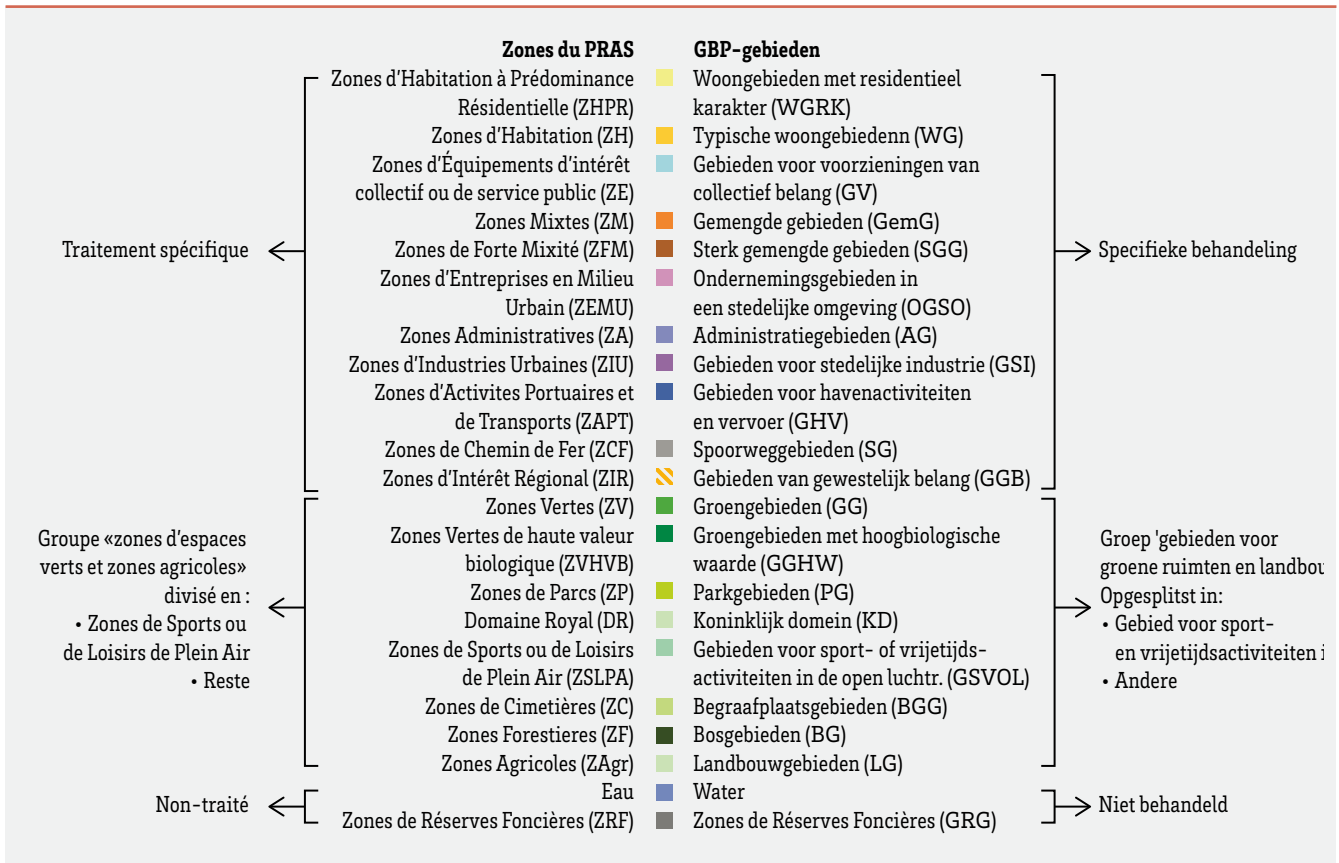 Traitement spécifique
Groupe «zones d'espaces
verts et zones agricoles»
divisé en :
• Zones de Sports ou
de Loisirs de Plein Air
• Reste
Non-traité
Zones du PRAS
Zones d'Habitation à Prédominance
Résidentielle (ZHPR)
Zones d'Habitation (ZH)
Zones d'Équipements d'intérêt
collectif ou de service public (ZE)
Zones Mixtes (ZM)
Zones de Forte Mixité (ZFM)
Zones d'Entreprises en Milieu
Urbain (ZEMU)
Zones Administratives (ZA)
Zones d'Industries Urbaines (ZIU)
Zones d'Activites Portuaires et
de Transports (ZAPT)
Zones de Chemin de Fer (ZCF)
Zones d'Intérêt Régional (ZIR)
Zones Vertes (ZV)
Zones Vertes de haute valeur
biologique (ZVHVB)
Zones de Parcs (ZP)
Domaine Royal (DR)
Zones de Sports ou de Loisirs
de Plein Air (ZSLPA)
Zones de Cimetières (ZC)
Zones Forestieres (ZF)
Zones Agricoles (ZAgr)
Eau
Zones de Réserves Foncières (ZRF)
GBP-gebieden
Woongebieden met residentieel
karakter (WGRK)
Typische woongebiedenn (WG)
Gebieden voor voorzieningen van
collectief belang (GV)
Gemengde gebieden (GemG)
Sterk gemengde gebieden (SGG)
Ondernemingsgebieden in
een stedelijke omgeving (OGSO)
Administratiegebieden (AG)
Gebieden voor stedelijke industrie (GSI)
Gebieden voor havenactiviteiten
en vervoer (GHV)
Spoorweggebieden (SG)
Gebieden van gewestelijk belang (GGB)
Groengebieden (GG)
Groengebieden met hoogbiologische
waarde (GGHW)
Parkgebieden (PG)
Koninklijk domein (KD)
Gebieden voor sport- of vrijetijds-
activiteiten in de open luchtr. (GSVOL)
Begraafplaatsgebieden (BGG)
Bosgebieden (BG)
Landbouwgebieden (LG)
Water
Zones de Réserves Foncières (GRG)
Specifieke behandeling
Groep 'gebieden voor
groene ruimten en landbou
Opgesplitst in:
• Gebied voor sport-
en vrijetijdsactiviteiten i
• Andere
Niet behandeld